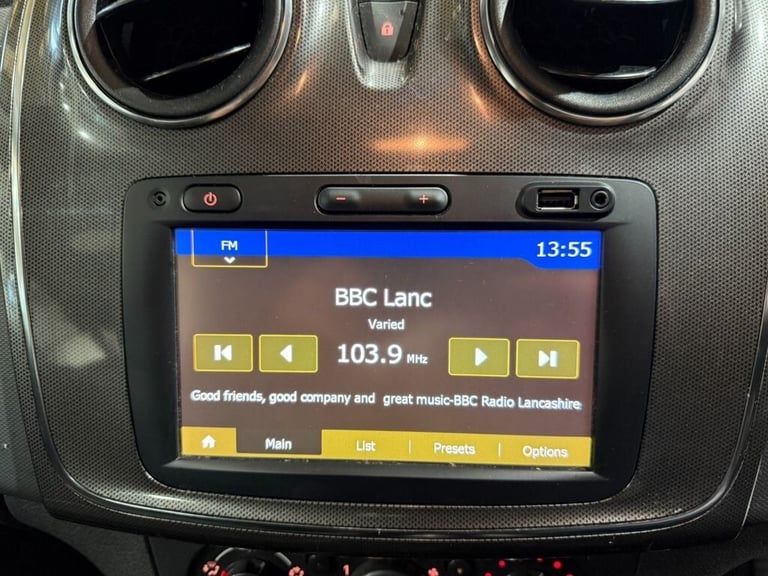 FM
13:55
BBC Lanc
Varied
103.9 MHz
Good friends, good company and great music-BBC Radio Lancashire
Main
List
Presets
Options